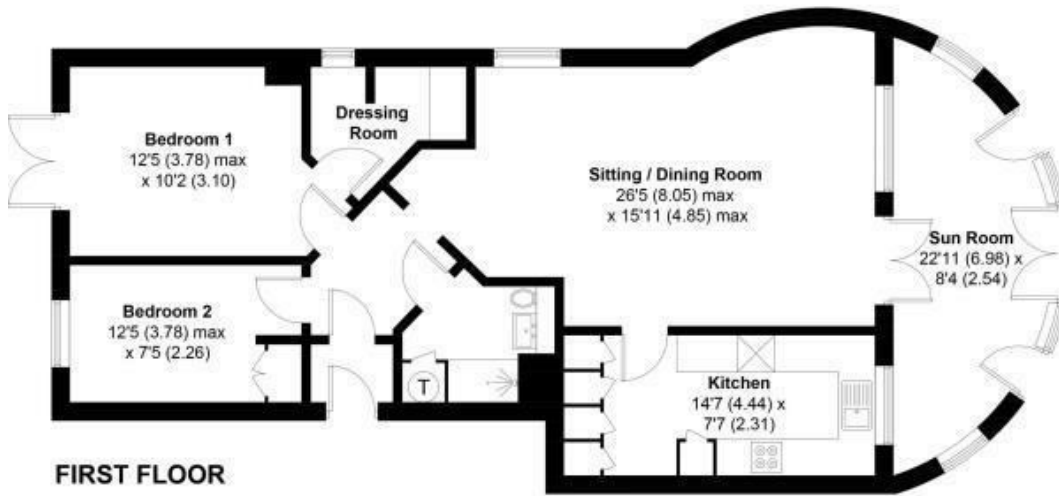 Dressing
Room
Bedroom 1
12'5 (3.78) max
x 10'2 (3.10)
Sitting / Dining Room
26'5 (8.05) max
x 15'11 (4.85) max
Sun Room
22'11 (6.98) x
8'4 (2.54)
Bedroom 2
12'5 (3.78) max
x 7'5 (2.26)
T
Kitchen
14'7 (4.44) x
7'7 (2.31)
FIRST FLOOR